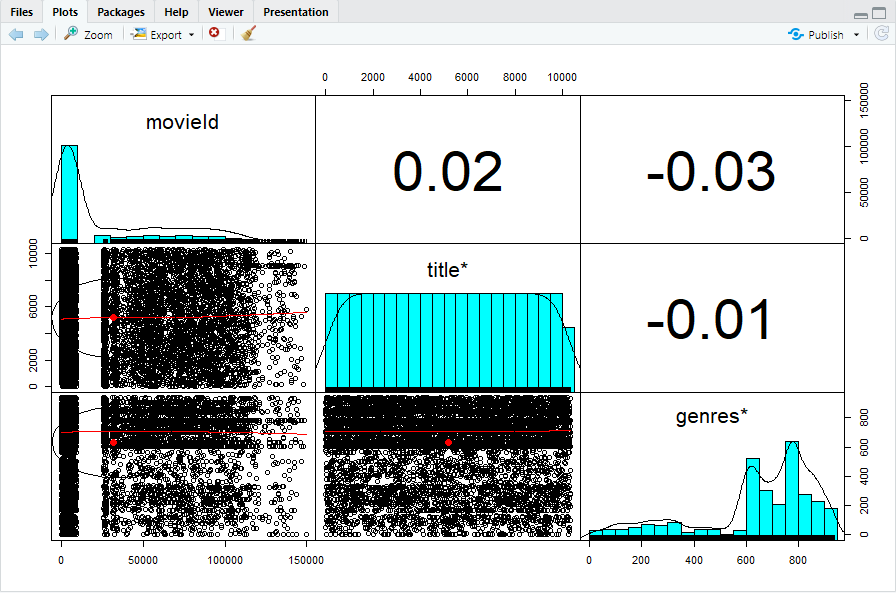 Files Plots Packages Help Viewer Presentation
Zoom Export Publish
0 2000 4000 6000 8000 10000
movieId 0.02 -0.03
0 50000 150000
title* -0.01
0 2000 6000 10000
genres*
0 200 400 600 800
0 50000 100000 150000 0 200 400 600 800